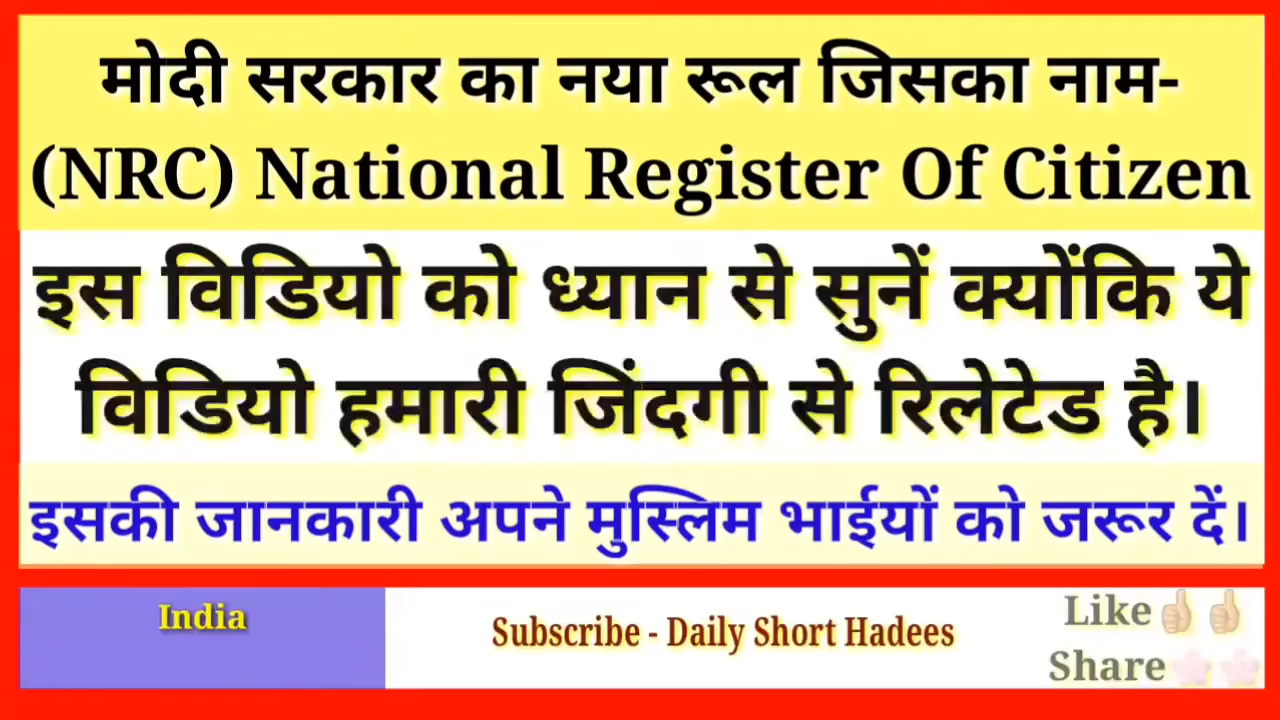 मोदी सरकार का नया रूल जिसका नाम-
(NRC) National Register Of Citizen
इस विडियो को ध्यान से सुनें क्योंकि ये
विडियो हमारी जिंदगी से रिलेटेड है।
इसकी जानकारी अपने मुस्लिम भाईयों को जरूर दें।
India
Subscribe - Daily Short Hadees
Like👍🏻👍🏻
Share🌸🌸